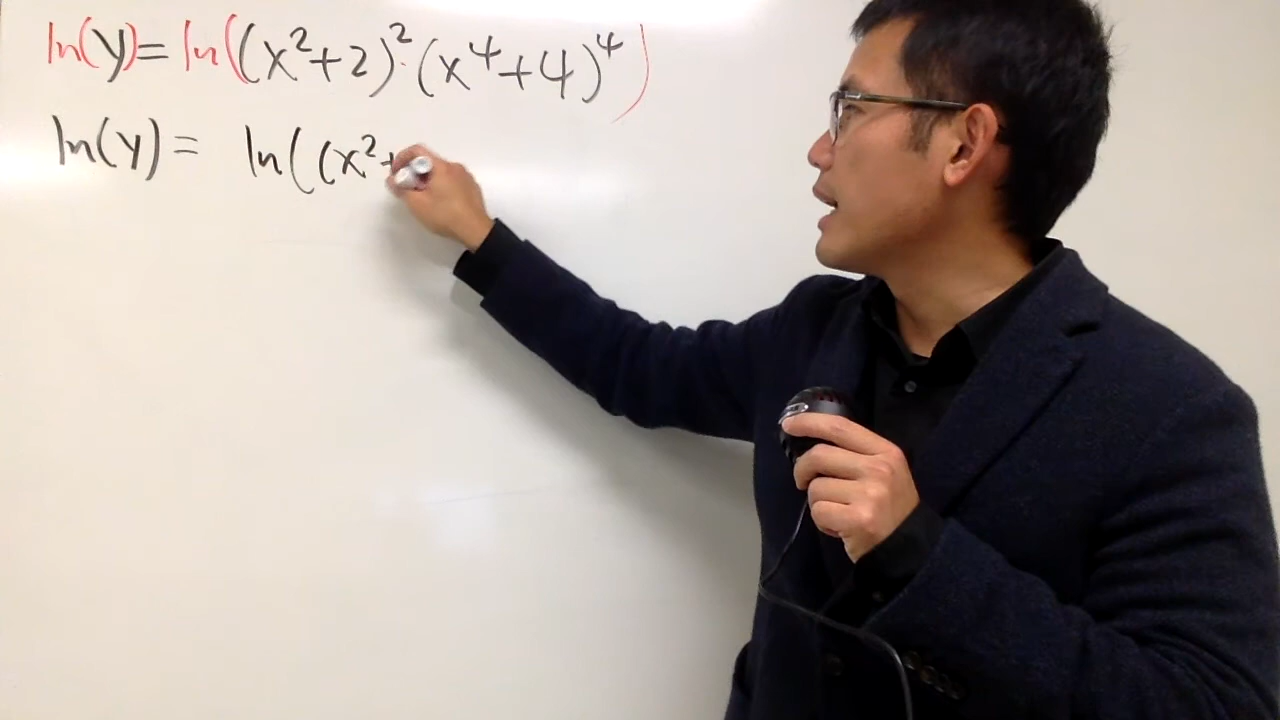 ln(y)= ln((x²+2)²·(x⁴+4)⁴)
ln(y)= ln((x²+